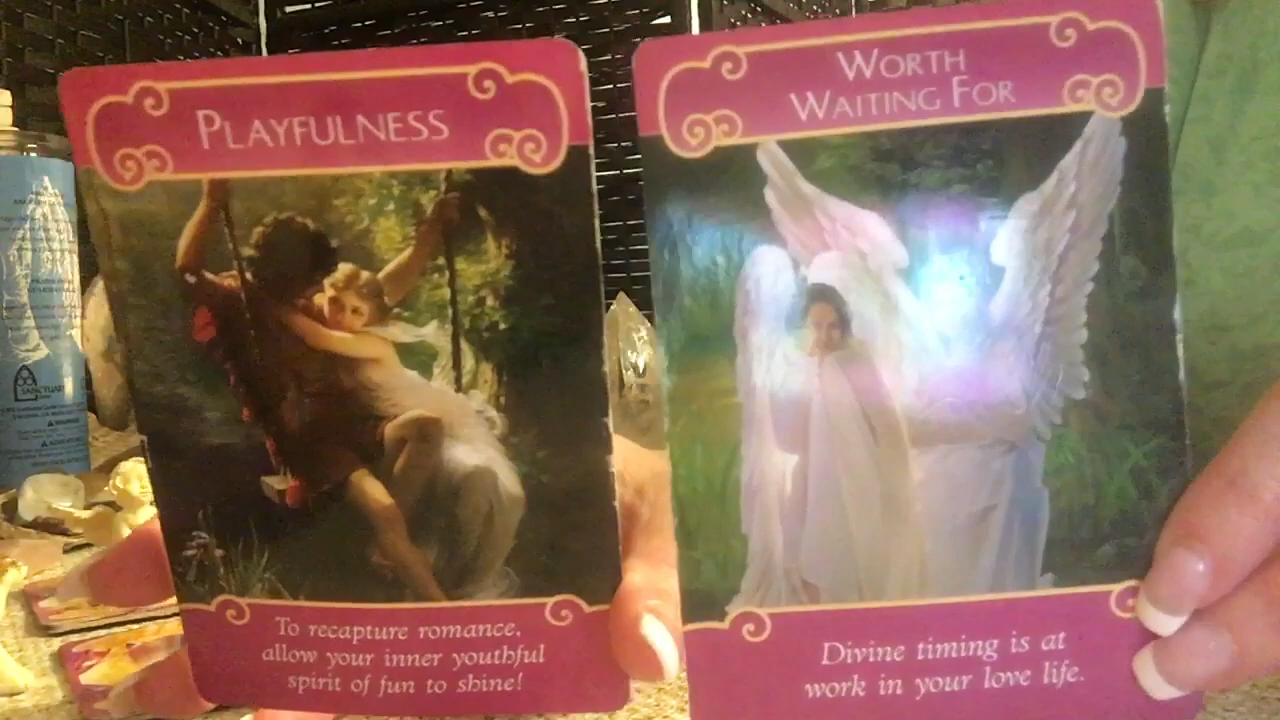 PLAYFULNESS
To recapture romance,
allow your inner youthful
spirit of fun to shine!
WORTH
WAITING FOR
Divine timing is at
work in your love life.
SANCTUARY